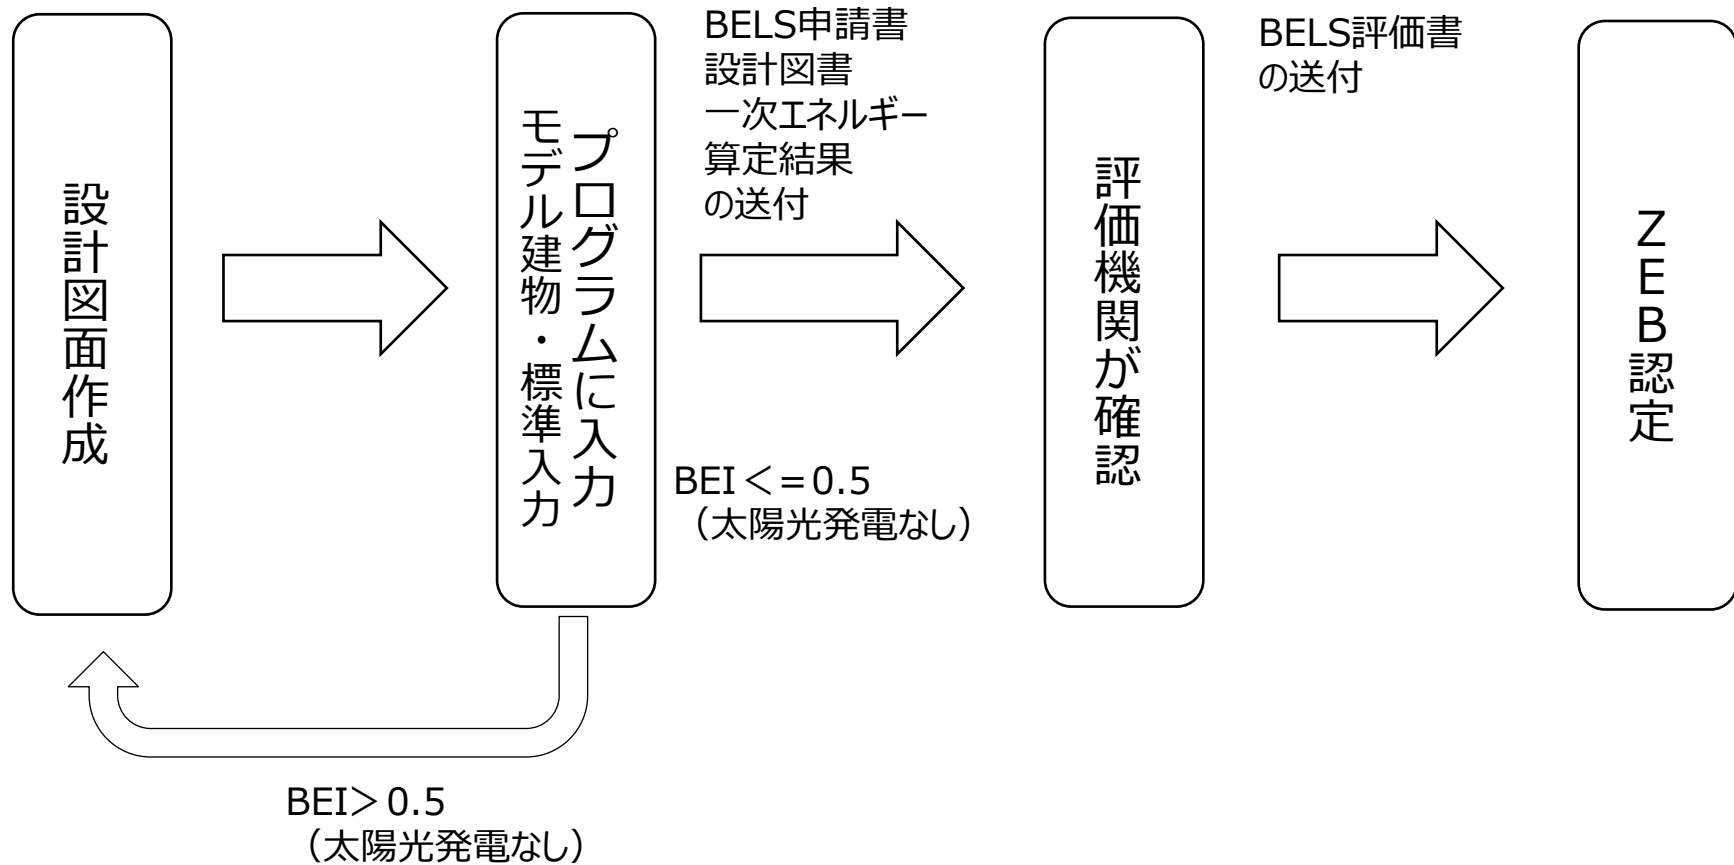 設計図面作成
プログラムに入力
モデル建物・標準入力
BELS申請書
設計図書
一次エネルギー
算定結果
の送付
BEI＜=0.5
（太陽光発電なし）
評価機関が確認
BELS評価書
の送付
ZEB認定
BEI＞0.5
（太陽光発電なし）